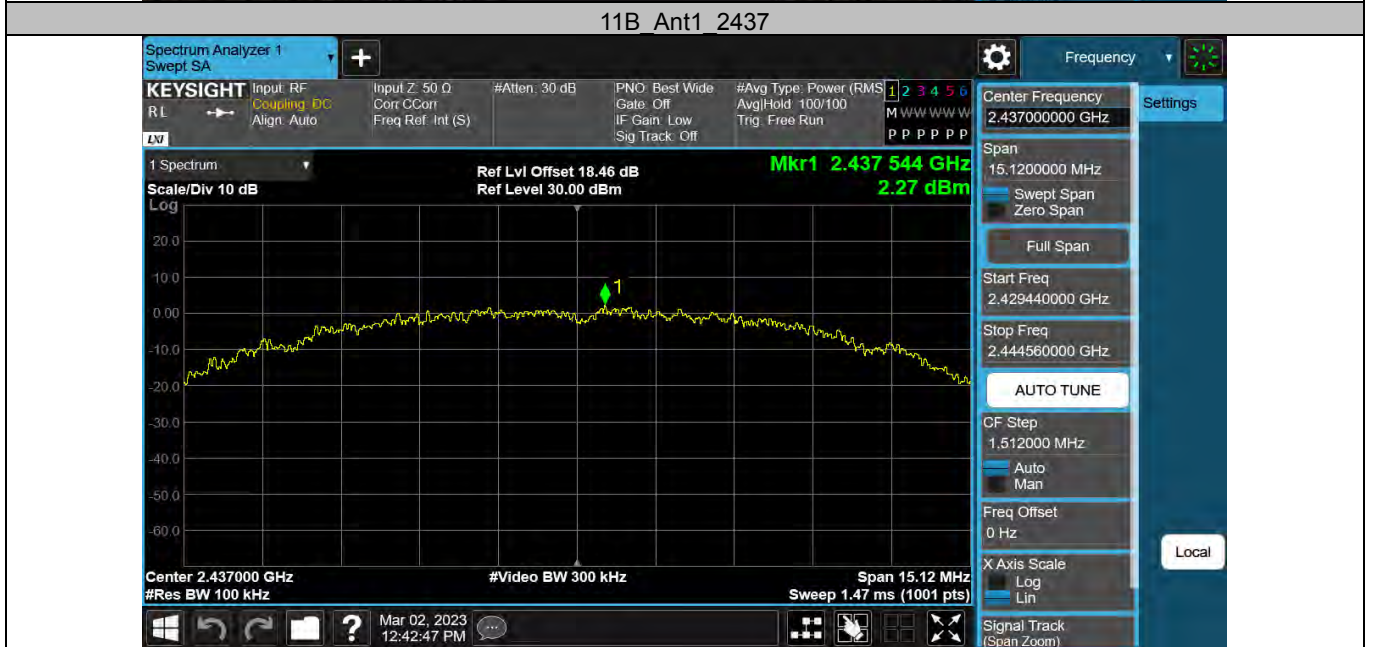 11B_Ant1_2437
Spectrum Analyzer 1
Swept SA
+
Frequency
KEYSIGHT
RL
LXI
Input: RF
Coupling: DC
Align: Auto
Input Z: 50 Ω
Corr CCorr
Freq Ref: Int (S)
#Atten: 30 dB
PNO: Best Wide
Gate: Off
IF Gain: Low
Sig Track: Off
#Avg Type: Power (RMS
Avg|Hold: 100/100
Trig: Free Run
1 2 3 4 5 6
M W W W W W
P P P P P P
1 Spectrum
Scale/Div 10 dB
Log
Ref Lvl Offset 18.46 dB
Ref Level 30.00 dBm
Mkr1 2.437 544 GHz
2.27 dBm
20.0
10.0
0.00
-10.0
-20.0
-30.0
-40.0
-50.0
-60.0
1
Center 2.437000 GHz
#Res BW 100 kHz
#Video BW 300 kHz
Span 15.12 MHz
Sweep 1.47 ms (1001 pts)
Center Frequency
2.437000000 GHz
Settings
Span
15.1200000 MHz
Swept Span
Zero Span
Full Span
Start Freq
2.429440000 GHz
Stop Freq
2.444560000 GHz
AUTO TUNE
CF Step
1.512000 MHz
Auto
Man
Freq Offset
0 Hz
Local
X Axis Scale
Log
Lin
Signal Track
(Span Zoom)
?
Mar 02, 2023
12:42:47 PM